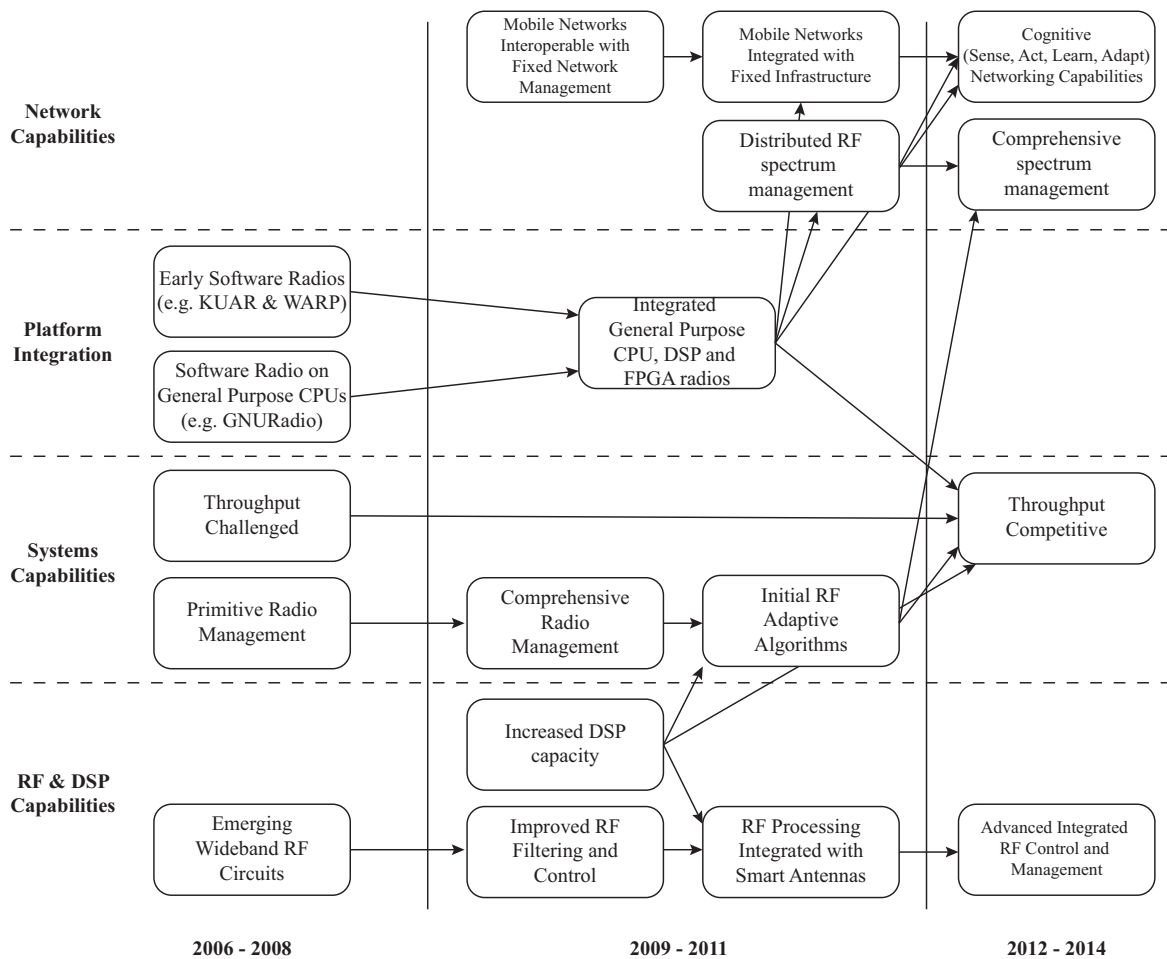 Network
Capabilities
Mobile Networks
Interoperable with
Fixed Network
Management
Mobile Networks
Integrated with
Fixed Infrastructure
Cognitive
(Sense, Act, Learn, Adapt)
Networking Capabilities
Distributed RF
spectrum
management
Comprehensive
spectrum
management
Platform
Integration
Early Software Radios
(e.g. KUAR & WARP)
Software Radio on
General Purpose CPUs
(e.g. GNURadio)
Integrated
General Purpose
CPU, DSP and
FPGA radios
Systems
Capabilities
Throughput
Challenged
Throughput
Competitive
Primitive Radio
Management
Comprehensive
Radio
Management
Initial RF
Adaptive
Algorithms
RF & DSP
Capabilities
Increased DSP
capacity
Emerging
Wideband RF
Circuits
Improved RF
Filtering and
Control
RF Processing
Integrated with
Smart Antennas
Advanced Integrated
RF Control and
Management
2006 - 2008
2009 - 2011
2012 - 2014